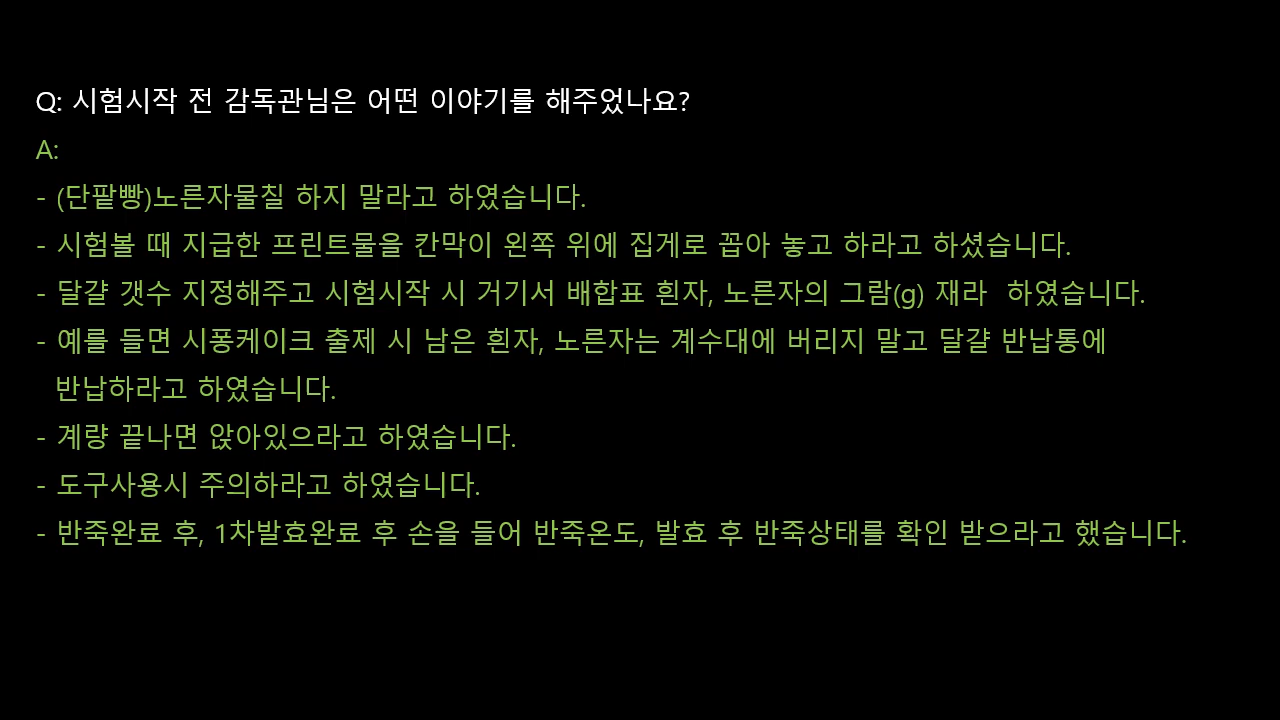 Q: 시험시작 전 감독관님은 어떤 이야기를 해주었나요?
A:
- (단팥빵)노른자물칠 하지 말라고 하였습니다.
- 시험볼 때 지급한 프린트물을 칸막이 왼쪽 위에 집게로 꼽아 놓고 하라고 하셨습니다.
- 달걀 갯수 지정해주고 시험시작 시 거기서 배합표 흰자, 노른자의 그람(g) 재라  하였습니다.
- 예를 들면 시퐁케이크 출제 시 남은 흰자, 노른자는 계수대에 버리지 말고 달걀 반납통에
반납하라고 하였습니다.
- 계량 끝나면 앉아있으라고 하였습니다.
- 도구사용시 주의하라고 하였습니다.
- 반죽완료 후, 1차발효완료 후 손을 들어 반죽온도, 발효 후 반죽상태를 확인 받으라고 했습니다.